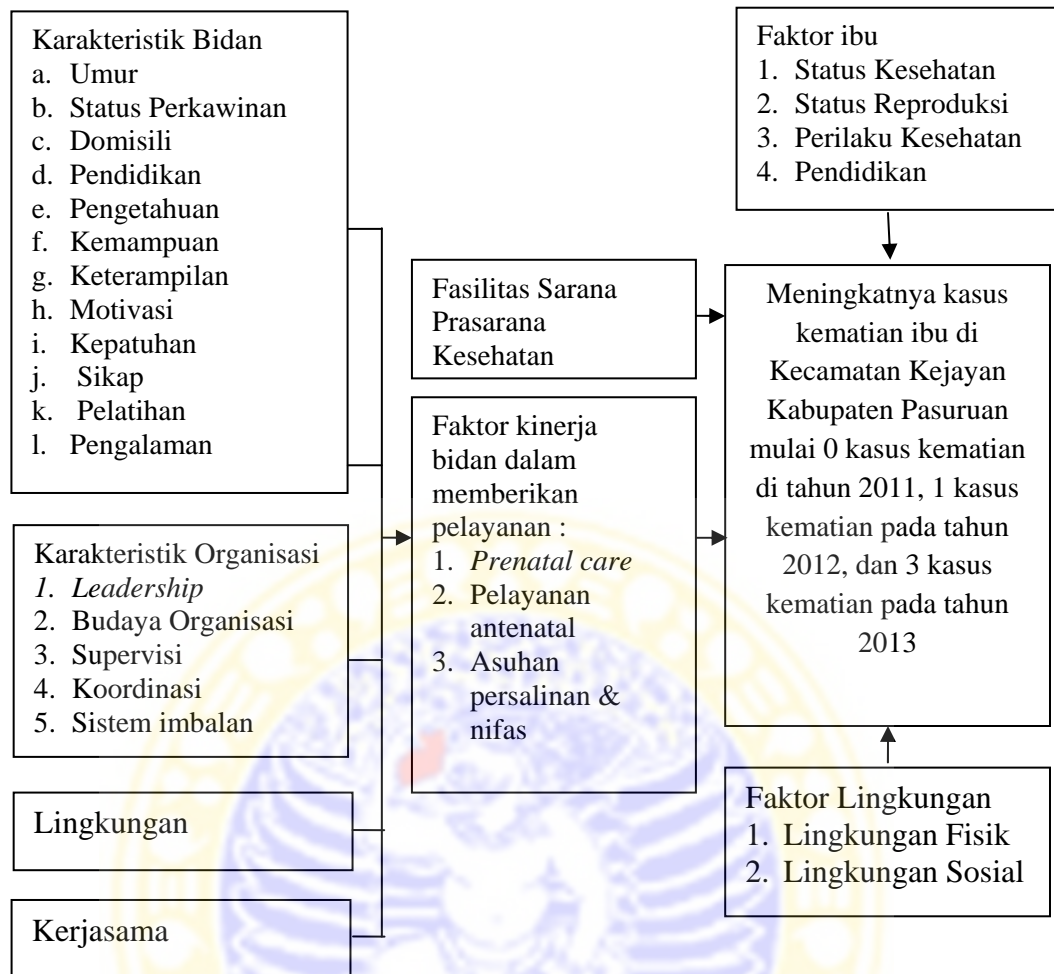 Karakteristik Bidan
a. Umur
b. Status Perkawinan
c. Domisili
d. Pendidikan
e. Pengetahuan
f. Kemampuan
g. Keterampilan
h. Motivasi
i. Kepatuhan
j. Sikap
k. Pelatihan
l. Pengalaman
Karakteristik Organisasi
1. Leadership
2. Budaya Organisasi
3. Supervisi
4. Koordinasi
5. Sistem imbalan
Lingkungan
Kerjasama
Fasilitas Sarana
Prasarana
Kesehatan
Faktor kinerja
bidan dalam
memberikan
pelayanan :
1. Prenatal care
2. Pelayanan
antenatal
3. Asuhan
persalinan &
nifas
Faktor ibu
1. Status Kesehatan
2. Status Reproduksi
3. Perilaku Kesehatan
4. Pendidikan
Meningkatnya kasus
kematian ibu di
Kecamatan Kejayan
Kabupaten Pasuruan
mulai 0 kasus kematian
di tahun 2011, 1 kasus
kematian pada tahun
2012, dan 3 kasus
kematian pada tahun
2013
Faktor Lingkungan
1. Lingkungan Fisik
2. Lingkungan Sosial